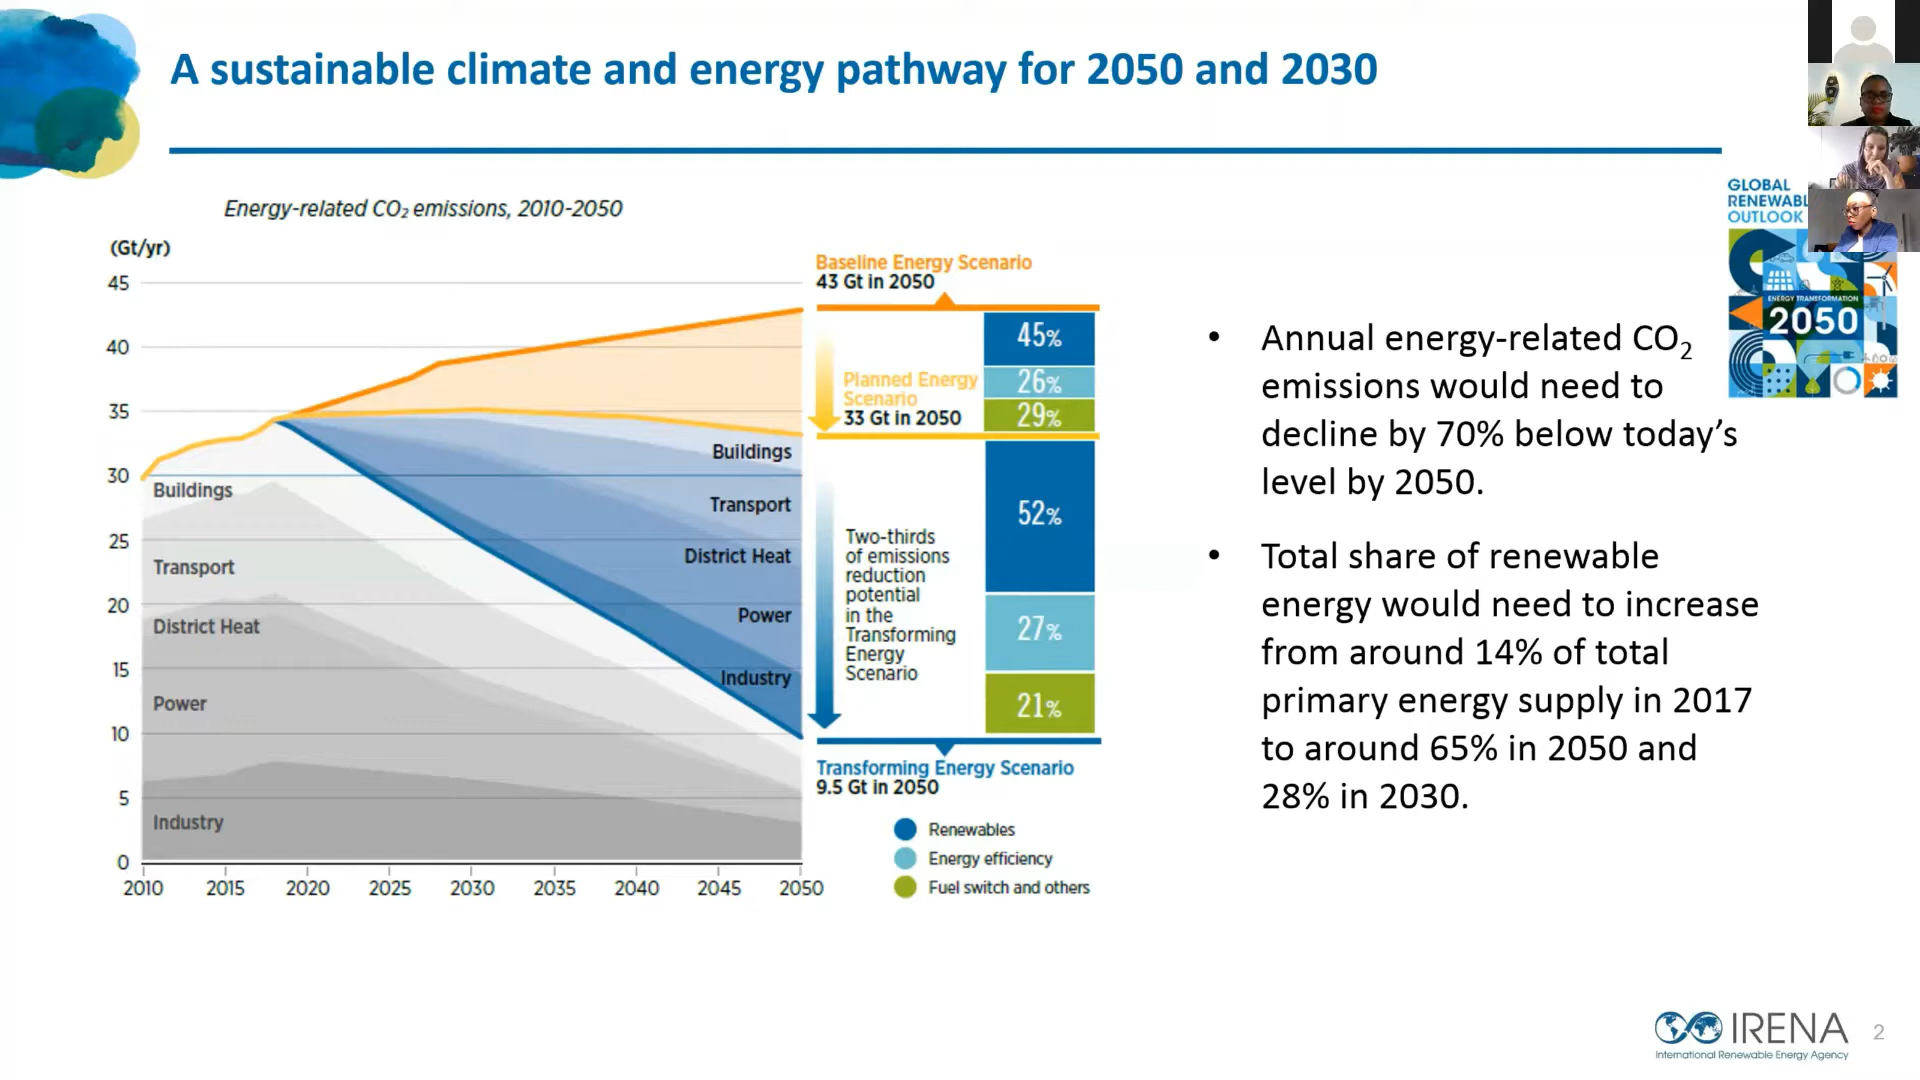 A sustainable climate and energy pathway for 2050 and 2030
Energy-related CO₂ emissions, 2010-2050
(Gt/yr)
45
40
35
30
25
20
15
10
5
0
2010 2015 2020 2025 2030 2035 2040 2045 2050
Buildings
Transport
District Heat
Power
Industry
Buildings
Transport
District Heat
Power
Industry
Baseline Energy Scenario
43 Gt in 2050
45%
26%
29%
Planned Energy
Scenario
33 Gt in 2050
52%
27%
21%
Two-thirds
of emissions
reduction
potential
in the
Transforming
Energy
Scenario
Transforming Energy Scenario
9.5 Gt in 2050
Renewables
Energy efficiency
Fuel switch and others
• Annual energy-related CO₂
emissions would need to
decline by 70% below today’s
level by 2050.
• Total share of renewable
energy would need to increase
from around 14% of total
primary energy supply in 2017
to around 65% in 2050 and
28% in 2030.
GLOBAL
RENEWABL
OUTLOOK
ENERGY TRANSFORMATION
2050
IRENA
International Renewable Energy Agency
2